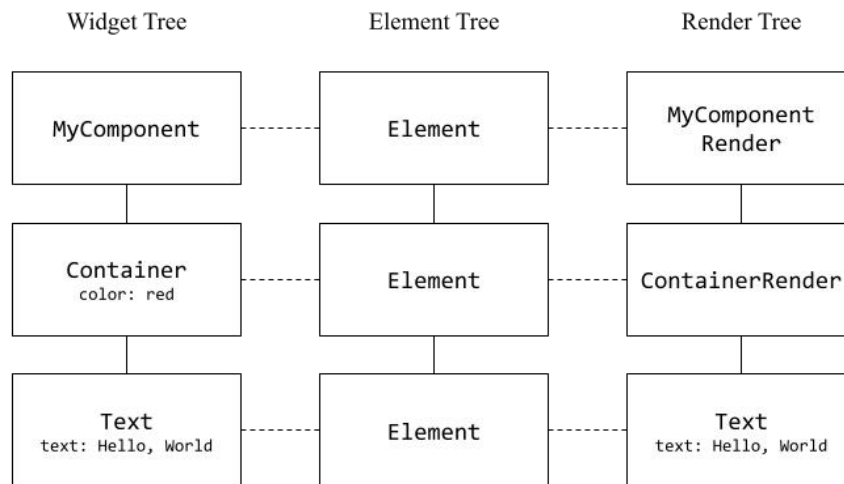 Widget Tree
Element Tree
Render Tree
MyComponent
Element
MyComponent
Render
Container
color: red
Element
ContainerRender
Text
text: Hello, World
Element
Text
text: Hello, World